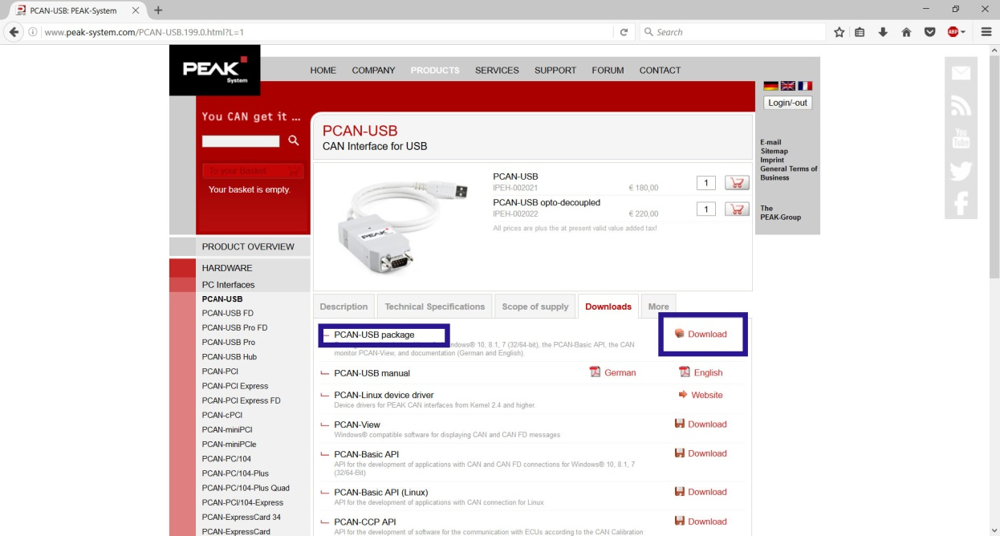 PCAN-USB: PEAK-System
www.peak-system.com/PCAN-USB.199.0.html?L=1
Search
ABP
PEAK
System
HOME COMPANY PRODUCTS SERVICES SUPPORT FORUM CONTACT
Login/-out
E-mail
Sitemap
Imprint
General Terms of
Business
The
PEAK-Group
You
Tube
You CAN get it ...
To your Basket
Your basket is empty.
PRODUCT OVERVIEW
HARDWARE
PC Interfaces
PCAN-USB
PCAN-USB FD
PCAN-USB Pro FD
PCAN-USB Pro
PCAN-USB Hub
PCAN-PCI
PCAN-PCI Express
PCAN-PCI Express FD
PCAN-cPCI
PCAN-miniPCI
PCAN-miniPCIe
PCAN-PC/104
PCAN-PC/104-Plus
PCAN-PC/104-Plus Quad
PCAN-PCI/104-Express
PCAN-ExpressCard 34
PCAN-ExpressCard
PCAN-USB
CAN Interface for USB
PEAK
PCAN-USB
IPEH-002021 € 180,00 1
PCAN-USB opto-decoupled
IPEH-002022 € 220,00 1
All prices are plus the at present valid value added tax!
Description Technical Specifications Scope of supply Downloads More
PCAN-USB package Download
ndows® 10, 8.1, 7 (32/64-bit), the PCAN-Basic API, the CAN
monitor PCAN-View, and documentation (German and English).
PCAN-USB manual German English
PCAN-Linux device driver Website
Device drivers for PEAK CAN interfaces from Kernel 2.4 and higher.
PCAN-View Download
Windows® compatible software for displaying CAN and CAN FD messages
PCAN-Basic API Download
API for the development of applications with CAN and CAN FD connections for Windows® 10, 8.1, 7
(32/64-Bit)
PCAN-Basic API (Linux) Download
API for the development of applications with CAN connection for Linux
PCAN-CCP API Download
API for the development of software for the communication with ECUs according to the CAN Calibration